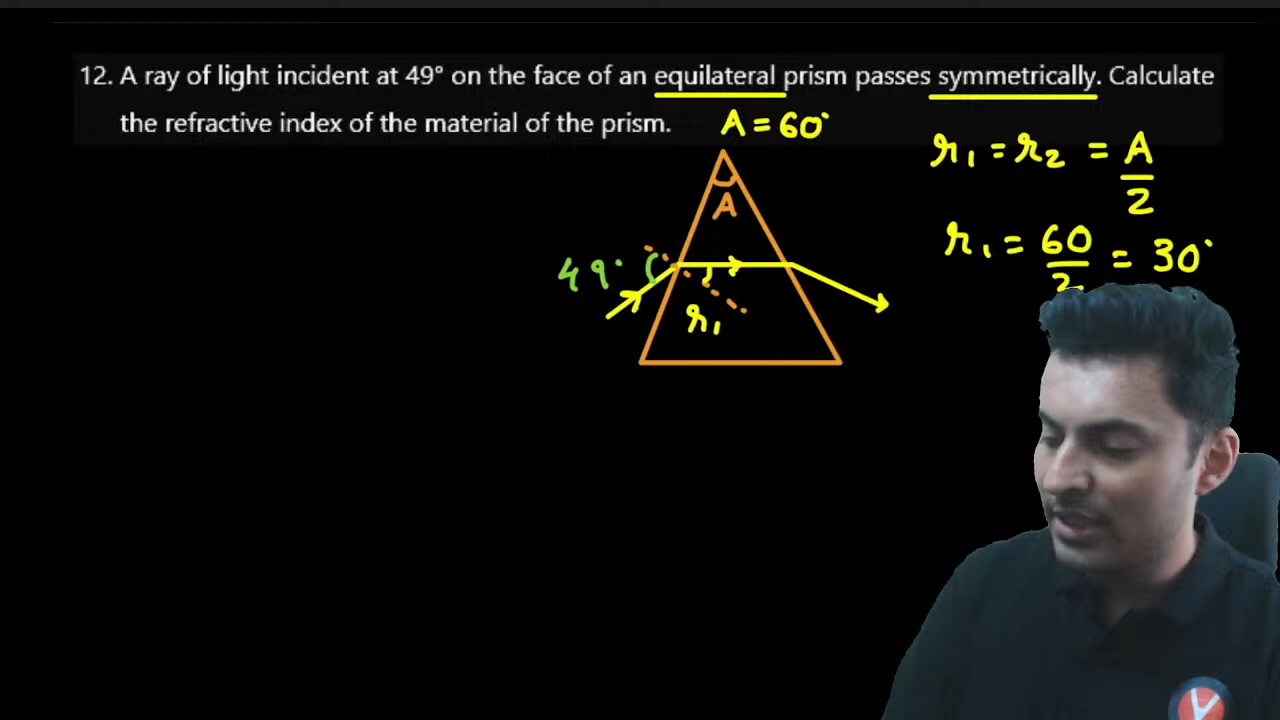 12. A ray of light incident at 49° on the face of an equilateral prism passes symmetrically. Calculate
the refractive index of the material of the prism.
A = 60°
r₁ = r₂ = A/2
A
r₁ = 60/2 = 30°
49°
r₁